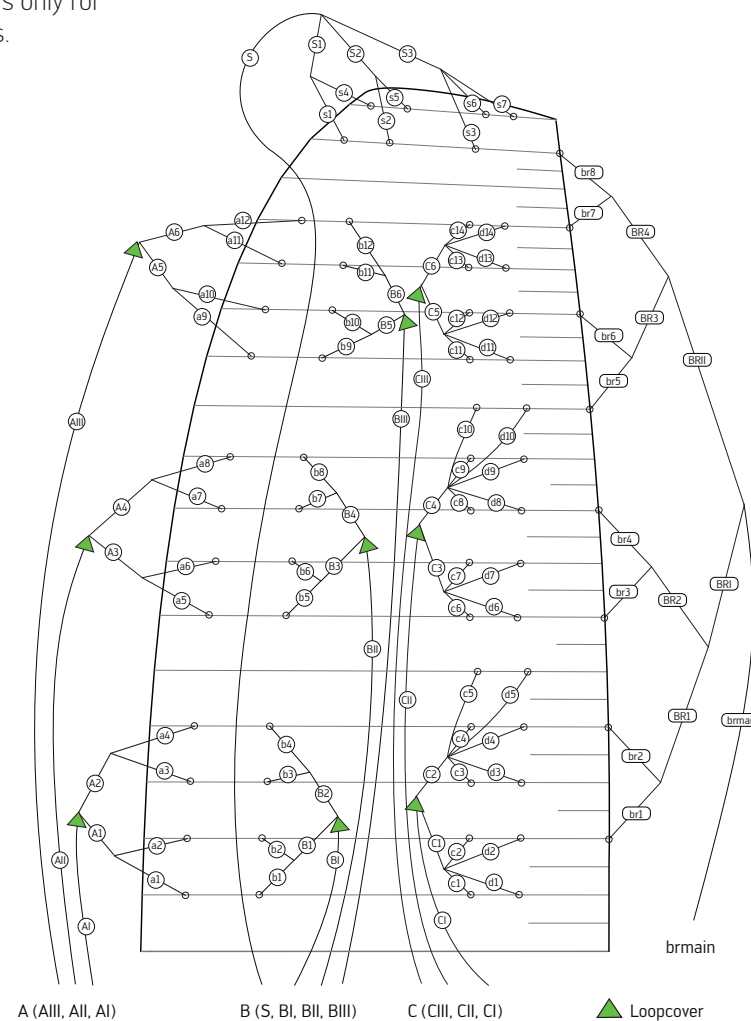 s only for
s.
S
S1
S2
S3
s4
s5
s6
s7
s1
s2
s3
br8
br7
BR4
A6
a12
a11
A5
a10
a9
b12
b11
B6
b10
B5
b9
c14
d14
C6
c13
d13
C5
c12
d12
c11
d11
BR3
br6
br5
BRII
AIII
BIII
CIII
c10
d10
a8
a7
A4
b8
b7
B4
c9
d9
C4
c8
d8
A3
a6
a5
B3
b6
b5
C3
c7
d7
c6
d6
br4
br3
BR2
BRI
BII
CII
c5
d5
BR1
brma
a4
a3
A2
b4
b3
B2
c4
d4
C2
c3
d3
br2
br1
A1
a2
a1
B1
b2
b1
BI
C1
c2
d2
c1
d1
AII
AI
CI
brmain
A (AIII, AII, AI)
B (S, BI, BII, BIII)
C (CIII, CII, CI)
Loopcover